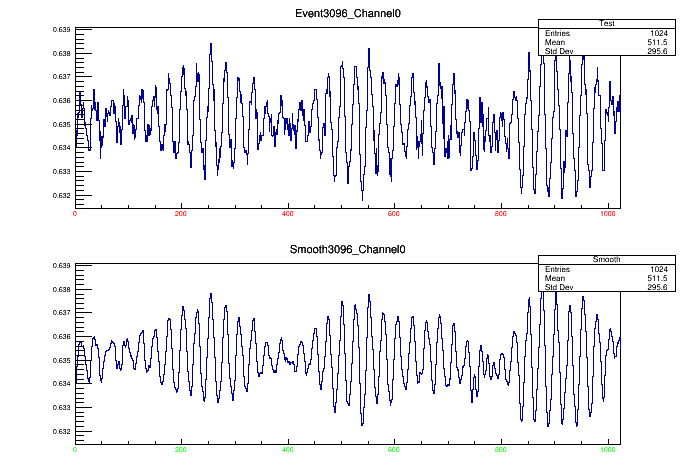 Event3096_Channel0
Test
Entries 1024
Mean 511.5
Std Dev 295.6
0.639
0.638
0.637
0.636
0.635
0.634
0.633
0.632
0 200 400 600 800 1000
Smooth3096_Channel0
Smooth
Entries 1024
Mean 511.5
Std Dev 295.6
0.639
0.638
0.637
0.636
0.635
0.634
0.633
0.632
0 200 400 600 800 1000